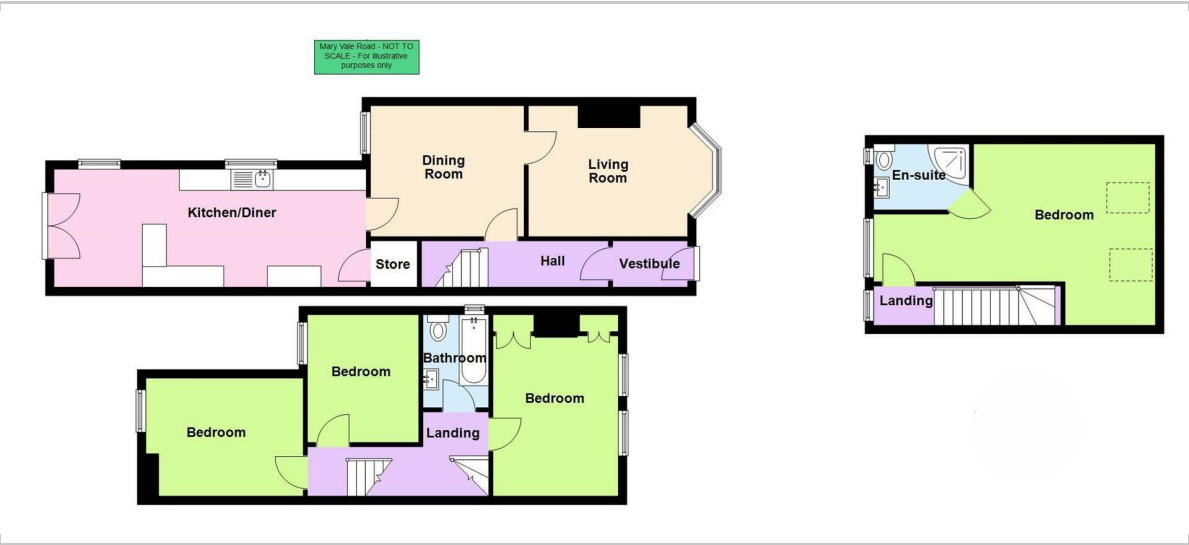 Mary Vale Road - NOT TO
SCALE - For illustrative
purposes only
Dining
Room
Living
Room
Kitchen/Diner
Store
Hall
Vestibule
En-suite
Bedroom
Landing
Bedroom
Bedroom
Bathroom
Landing
Bedroom